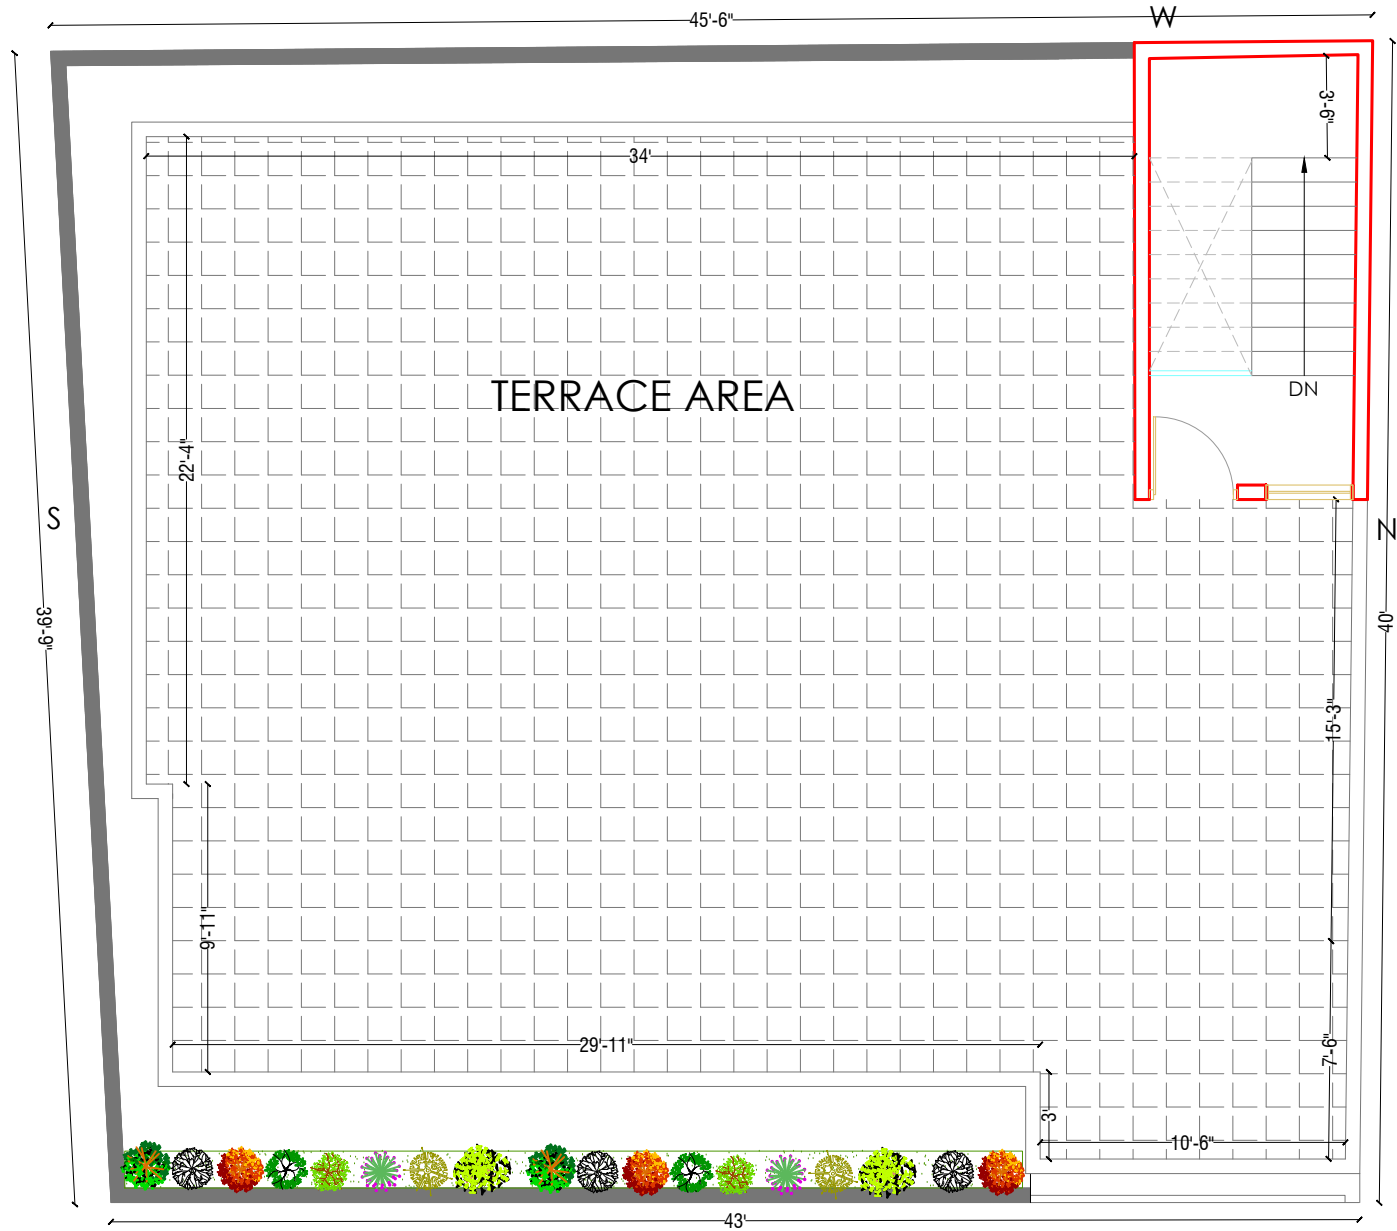 45'-6"
W
3'-6"
34'
TERRACE AREA
DN
22'-4"
S
N
39'-9"
40'
15'-3"
9'-11"
29'-11"
7'-6"
3'
10'-6"
43'